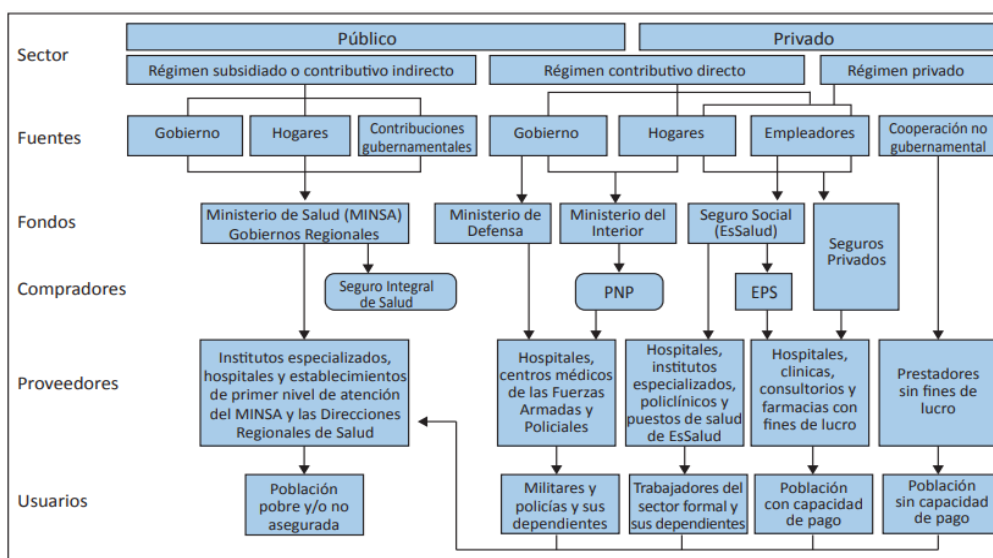 Sector
Público
Privado
Régimen subsidiado o contributivo indirecto
Régimen contributivo directo
Régimen privado
Fuentes
Gobierno
Hogares
Contribuciones
gubernamentales
Gobierno
Hogares
Empleadores
Cooperación no
gubernamental
Fondos
Ministerio de Salud (MINSA)
Gobiernos Regionales
Ministerio de
Defensa
Ministerio del
Interior
Seguro Social
(EsSalud)
Seguros
Privados
Compradores
Seguro Integral
de Salud
PNP
EPS
Proveedores
Institutos especializados,
hospitales y establecimientos
de primer nivel de atención
del MINSA y las Direcciones
Regionales de Salud
Hospitales,
centros médicos
de las Fuerzas
Armadas y
Policiales
Hospitales,
institutos
especializados,
policlínicos y
puestos de salud
de EsSalud
Hospitales,
clinicas,
consultorios y
farmacias con
fines de lucro
Prestadores
sin fines de
lucro
Usuarios
Población
pobre y/o no
asegurada
Militares y
policías y sus
dependientes
Trabajadores del
sector formal y
sus dependientes
Población
con capacidad
de pago
Población
sin capacidad
de pago